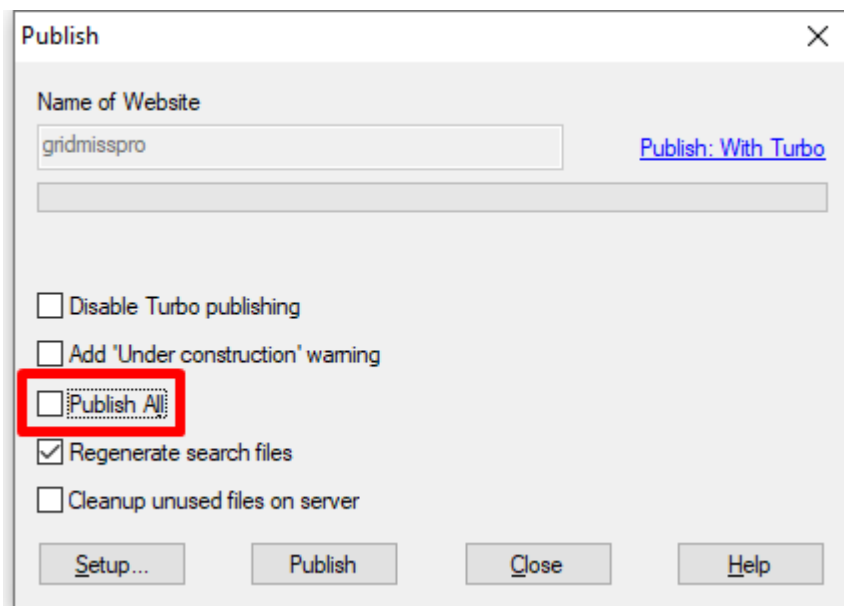 Publish
Name of Website
gridmisspro
Publish: With Turbo
Disable Turbo publishing
Add "Under construction" warning
Publish All
Regenerate search files
Cleanup unused files on server
Setup... Publish Close Help